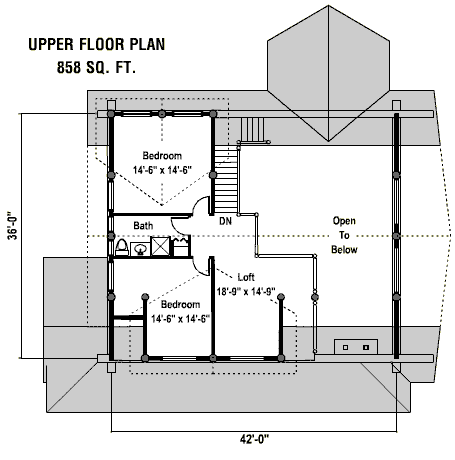 UPPER FLOOR PLAN
858 SQ. FT.
Bedroom
14'-6" x 14'-6"
Bath
DN
Open
To
Below
36'-0"
Loft
18'-9" x 14'-9"
Bedroom
14'-6" x 14'-6"
42'-0"